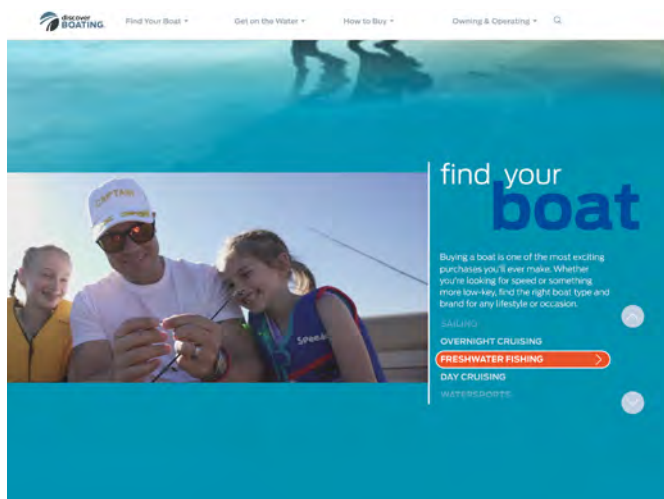 discover
BOATING.
Find Your Boat
Get on the Water
How to Buy
Owning & Operating
CAPTAIN
find your
boat
Buying a boat is one of the most exciting
purchases you'll ever make. Whether
you're looking for speed or something
more low-key, find the right boat type and
brand for any lifestyle or occasion.
SAILING
OVERNIGHT CRUISING
FRESHWATER FISHING
DAY CRUISING
WATERSPORTS